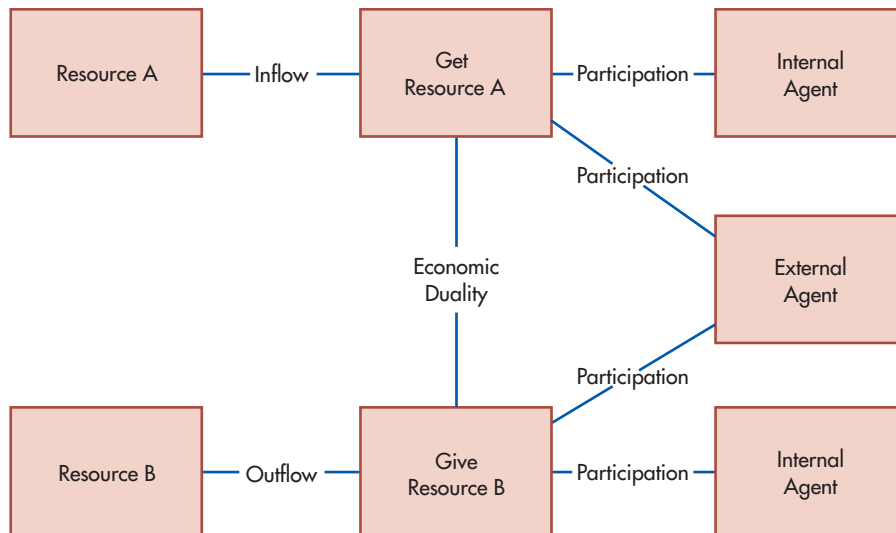 Resource A
Inflow
Get
Resource A
Participation
Internal
Agent
Participation
External
Agent
Economic
Duality
Participation
Resource B
Outflow
Give
Resource B
Participation
Internal
Agent